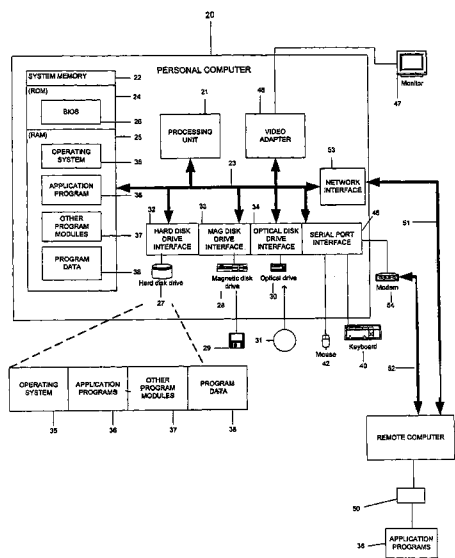 20
PERSONAL COMPUTER
SYSTEM MEMORY
22
(ROM)
24
BIOS
26
(RAM)
25
OPERATING
SYSTEM
35
APPLICATION
PROGRAM
36
OTHER
PROGRAM
MODULES
37
PROGRAM
DATA
38
21
PROCESSING
UNIT
48
VIDEO
ADAPTER
Monitor
47
23
53
NETWORK
INTERFACE
32
HARD DISK
DRIVE
INTERFACE
33
MAG DISK
DRIVE
INTERFACE
34
OPTICAL DISK
DRIVE
INTERFACE
46
SERIAL PORT
INTERFACE
51
Hard disk drive
27
Magnetic disk
drive
28
Optical drive
30
Modem
54
29
31
Mouse
42
Keyboard
40
52
OPERATING
SYSTEM
APPLICATION
PROGRAMS
OTHER
PROGRAM
MODULES
PROGRAM
DATA
35
36
37
38
REMOTE COMPUTER
50
APPLICATION
PROGRAMS
36